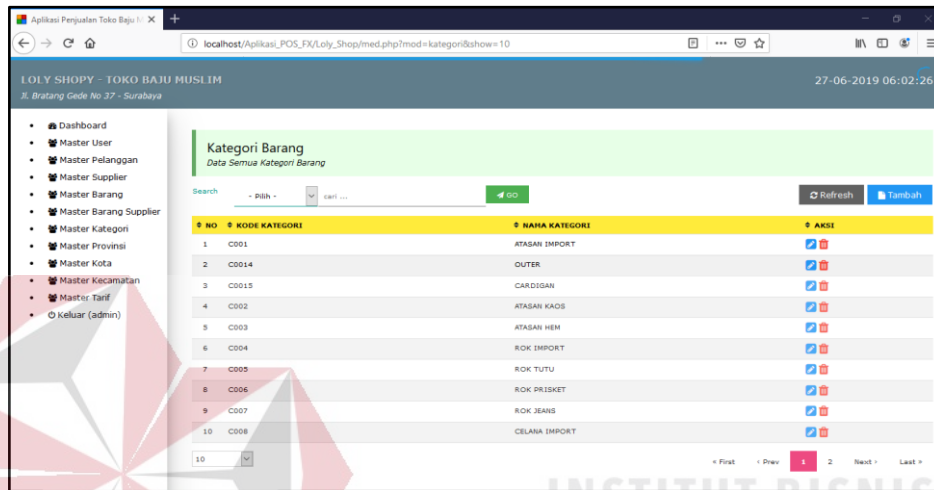 Aplikasi Penjualan Toko Baju M
localhost/Aplikasi_POS_FX/Loly_Shop/med.php?mod=kategori&show=10
LOLY SHOPY - TOKO BAJU MUSLIM
27-06-2019 06:02:26
Jl. Bratang Gede No 37 - Surabaya
Dashboard
Master User
Master Pelanggan
Master Supplier
Master Barang
Master Barang Supplier
Master Kategori
Master Provinsi
Master Kota
Master Kecamatan
Master Tarif
Keluar (admin)
Kategori Barang
Data Semua Kategori Barang
Search - Pilih - cari ... GO Refresh Tambah
NO KODE KATEGORI NAMA KATEGORI AKSI
1 C001 ATASAN IMPORT
2 C0014 OUTER
3 C0015 CARDIGAN
4 C002 ATASAN KAOS
5 C003 ATASAN HEM
6 C004 ROK IMPORT
7 C005 ROK TUTU
8 C006 ROK PRISKET
9 C007 ROK JEANS
10 C008 CELANA IMPORT
10 « First ‹ Prev 1 2 Next › Last »
INSTITUT BISNIS